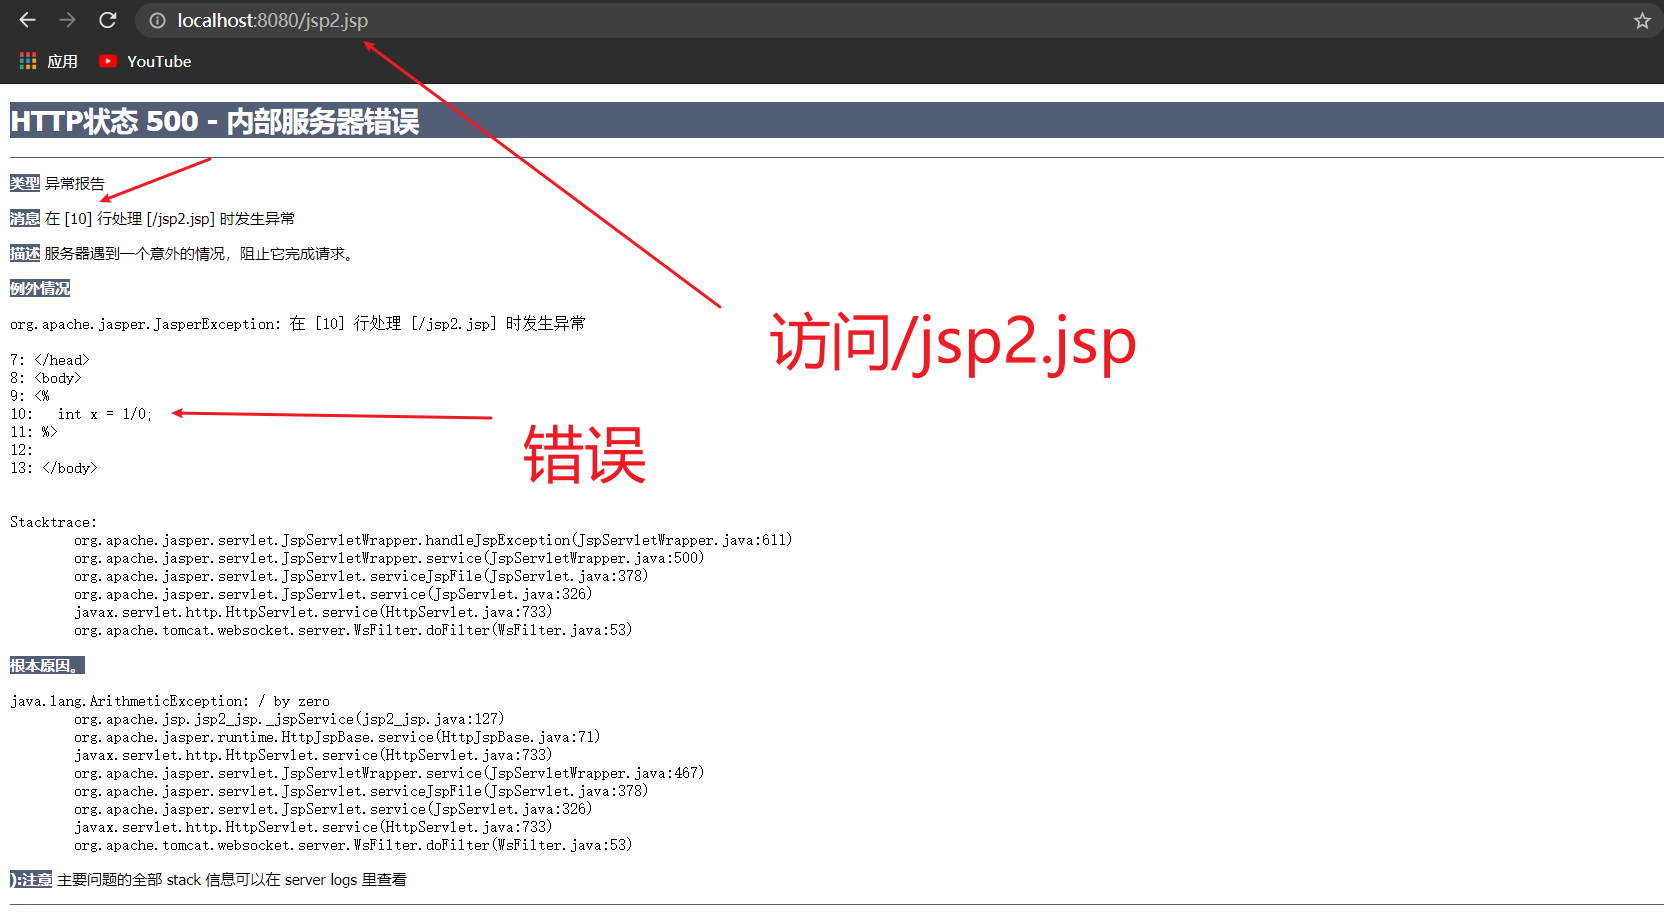 localhost:8080/jsp2.jsp
应用 YouTube
HTTP状态 500 - 内部服务器错误
类型 异常报告
消息 在 [10] 行处理 [/jsp2.jsp] 时发生异常
描述 服务器遇到一个意外的情况，阻止它完成请求。
例外情况
org.apache.jasper.JasperException: 在 [10] 行处理 [/jsp2.jsp] 时发生异常
访问/jsp2.jsp
7: </head>
8: <body>
9: <%
10:   int x = 1/0;
错误
11: %>
12:
13: </body>
Stacktrace:
org.apache.jasper.servlet.JspServletWrapper.handleJspException(JspServletWrapper.java:611)
org.apache.jasper.servlet.JspServletWrapper.service(JspServletWrapper.java:500)
org.apache.jasper.servlet.JspServlet.serviceJspFile(JspServlet.java:378)
org.apache.jasper.servlet.JspServlet.service(JspServlet.java:326)
javax.servlet.http.HttpServlet.service(HttpServlet.java:733)
org.apache.tomcat.websocket.server.WsFilter.doFilter(WsFilter.java:53)
根本原因。
java.lang.ArithmeticException: / by zero
org.apache.jsp.jsp2_jsp._jspService(jsp2_jsp.java:127)
org.apache.jasper.runtime.HttpJspBase.service(HttpJspBase.java:71)
javax.servlet.http.HttpServlet.service(HttpServlet.java:733)
org.apache.jasper.servlet.JspServletWrapper.service(JspServletWrapper.java:467)
org.apache.jasper.servlet.JspServlet.serviceJspFile(JspServlet.java:378)
org.apache.jasper.servlet.JspServlet.service(JspServlet.java:326)
javax.servlet.http.HttpServlet.service(HttpServlet.java:733)
org.apache.tomcat.websocket.server.WsFilter.doFilter(WsFilter.java:53)
):注意 主要问题的全部 stack 信息可以在 server logs 里查看